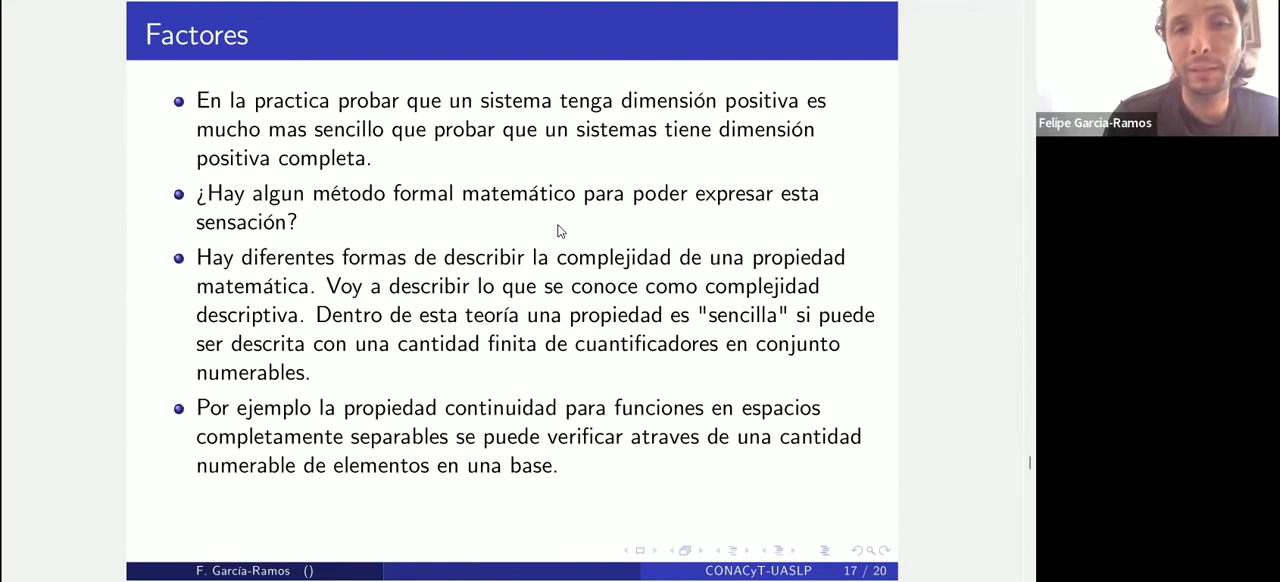 Factores
En la practica probar que un sistema tenga dimensión positiva es
mucho mas sencillo que probar que un sistemas tiene dimensión
positiva completa.
¿Hay algun método formal matemático para poder expresar esta
sensación?
Hay diferentes formas de describir la complejidad de una propiedad
matemática. Voy a describir lo que se conoce como complejidad
descriptiva. Dentro de esta teoría una propiedad es "sencilla" si puede
ser descrita con una cantidad finita de cuantificadores en conjunto
numerables.
Por ejemplo la propiedad continuidad para funciones en espacios
completamente separables se puede verificar atraves de una cantidad
numerable de elementos en una base.
F. García-Ramos ()
CONACyT-UASLP 17 / 20
Felipe Garcia-Ramos